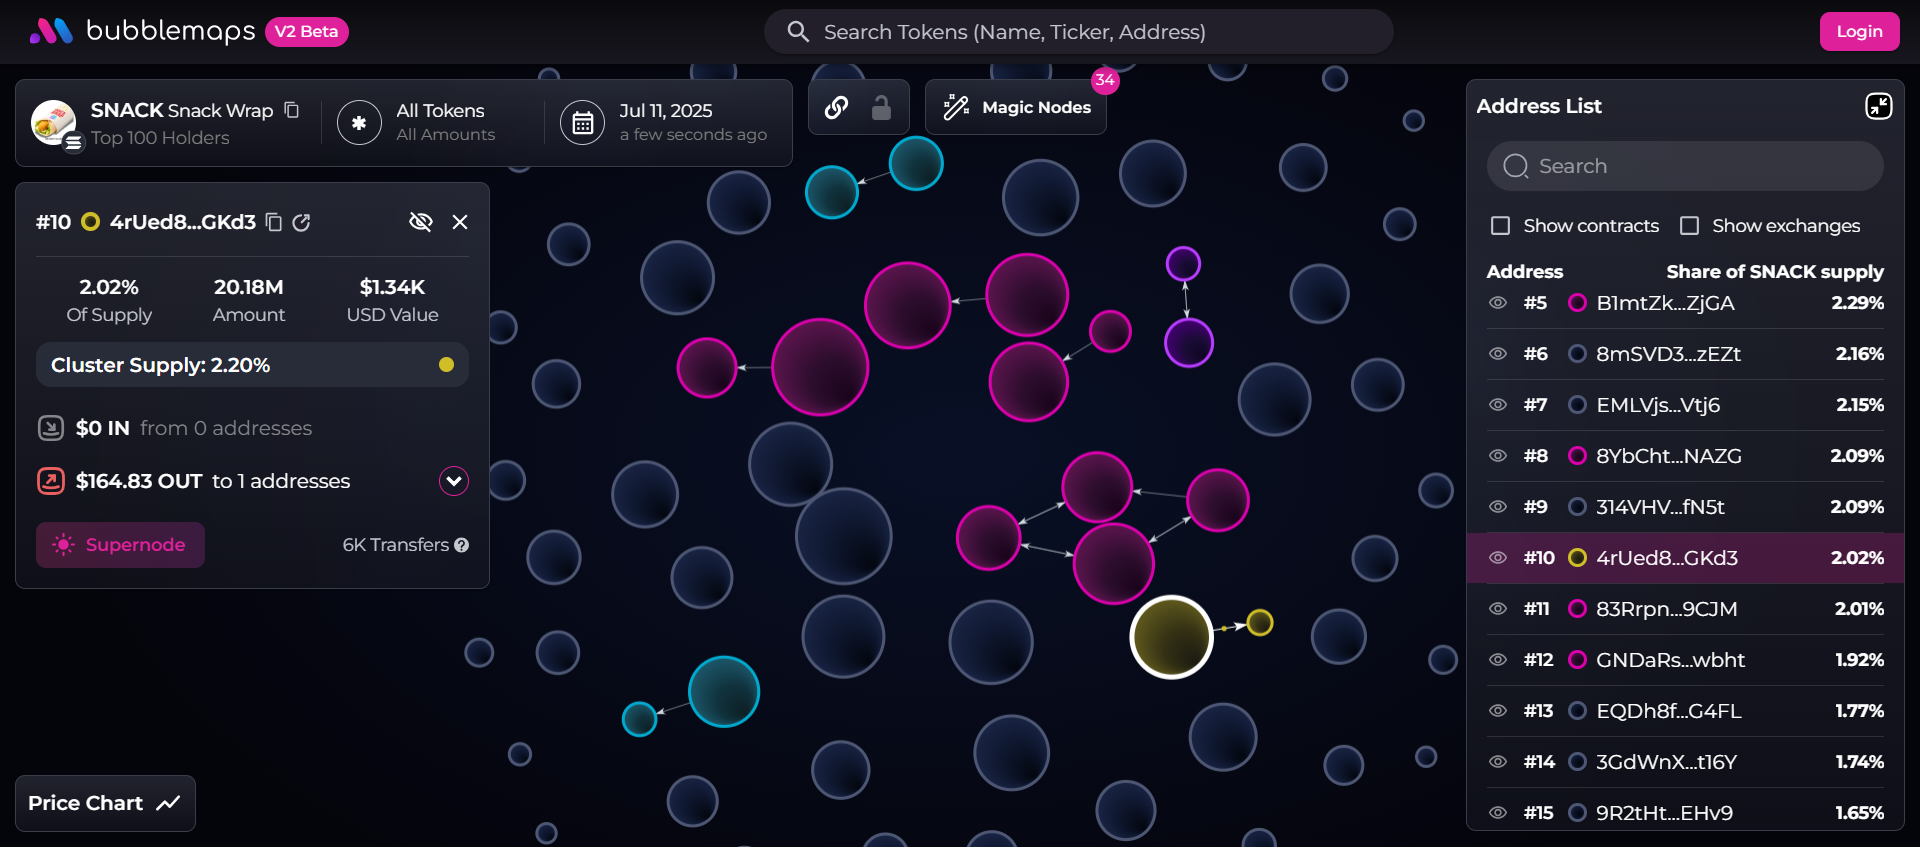 bubblemaps V2 Beta
Search Tokens (Name, Ticker, Address)
Login
SNACK Snack Wrap
Top 100 Holders
All Tokens
All Amounts
Jul 11, 2025
a few seconds ago
Magic Nodes
34
#10 4rUed8...GKd3
2.02% 20.18M $1.34K
Of Supply Amount USD Value
Cluster Supply: 2.20%
$0 IN from 0 addresses
$164.83 OUT to 1 addresses
Supernode 6K Transfers ?
Price Chart
Address List
Search
Show contracts Show exchanges
Address Share of SNACK supply
#5 B1mtZk...ZjGA 2.29%
#6 8mSVD3...zEZt 2.16%
#7 EMLVjs...Vtj6 2.15%
#8 8YbCht...NAZG 2.09%
#9 314VHV...fN5t 2.09%
#10 4rUed8...GKd3 2.02%
#11 83Rrpn...9CJM 2.01%
#12 GNDaRs...wbht 1.92%
#13 EQDh8f...G4FL 1.77%
#14 3GdWnX...t16Y 1.74%
#15 9R2tHt...EHv9 1.65%